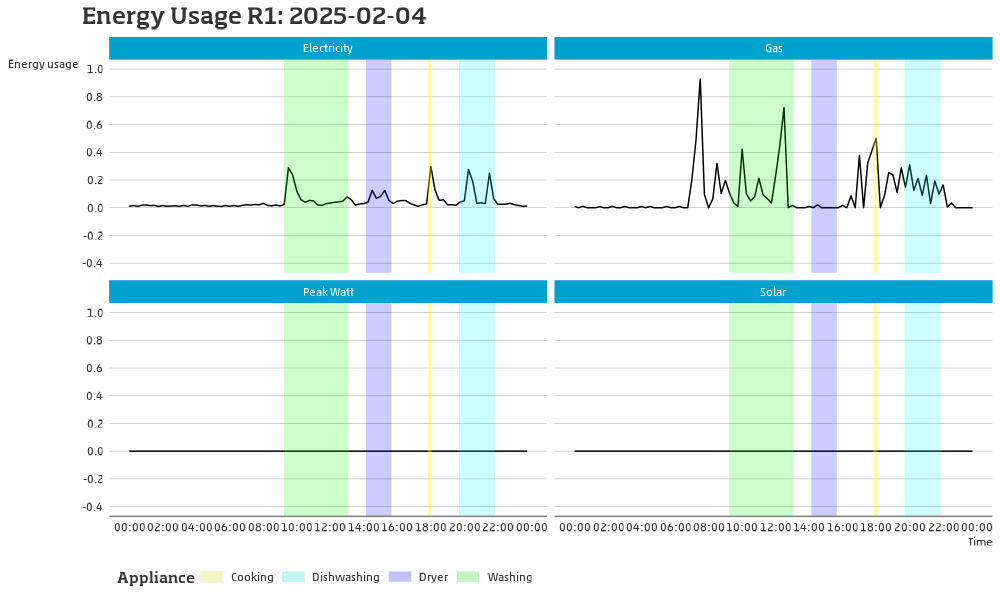 Energy Usage R1: 2025-02-04
Electricity
Gas
Energy usage
1.0
0.8
0.6
0.4
0.2
0.0
-0.2
-0.4
Peak Watt
Solar
1.0
0.8
0.6
0.4
0.2
0.0
-0.2
-0.4
00:00 02:00 04:00 06:00 08:00 10:00 12:00 14:00 16:00 18:00 20:00 22:00 00:00
00:00 02:00 04:00 06:00 08:00 10:00 12:00 14:00 16:00 18:00 20:00 22:00 00:00
Time
Appliance Cooking Dishwashing Dryer Washing